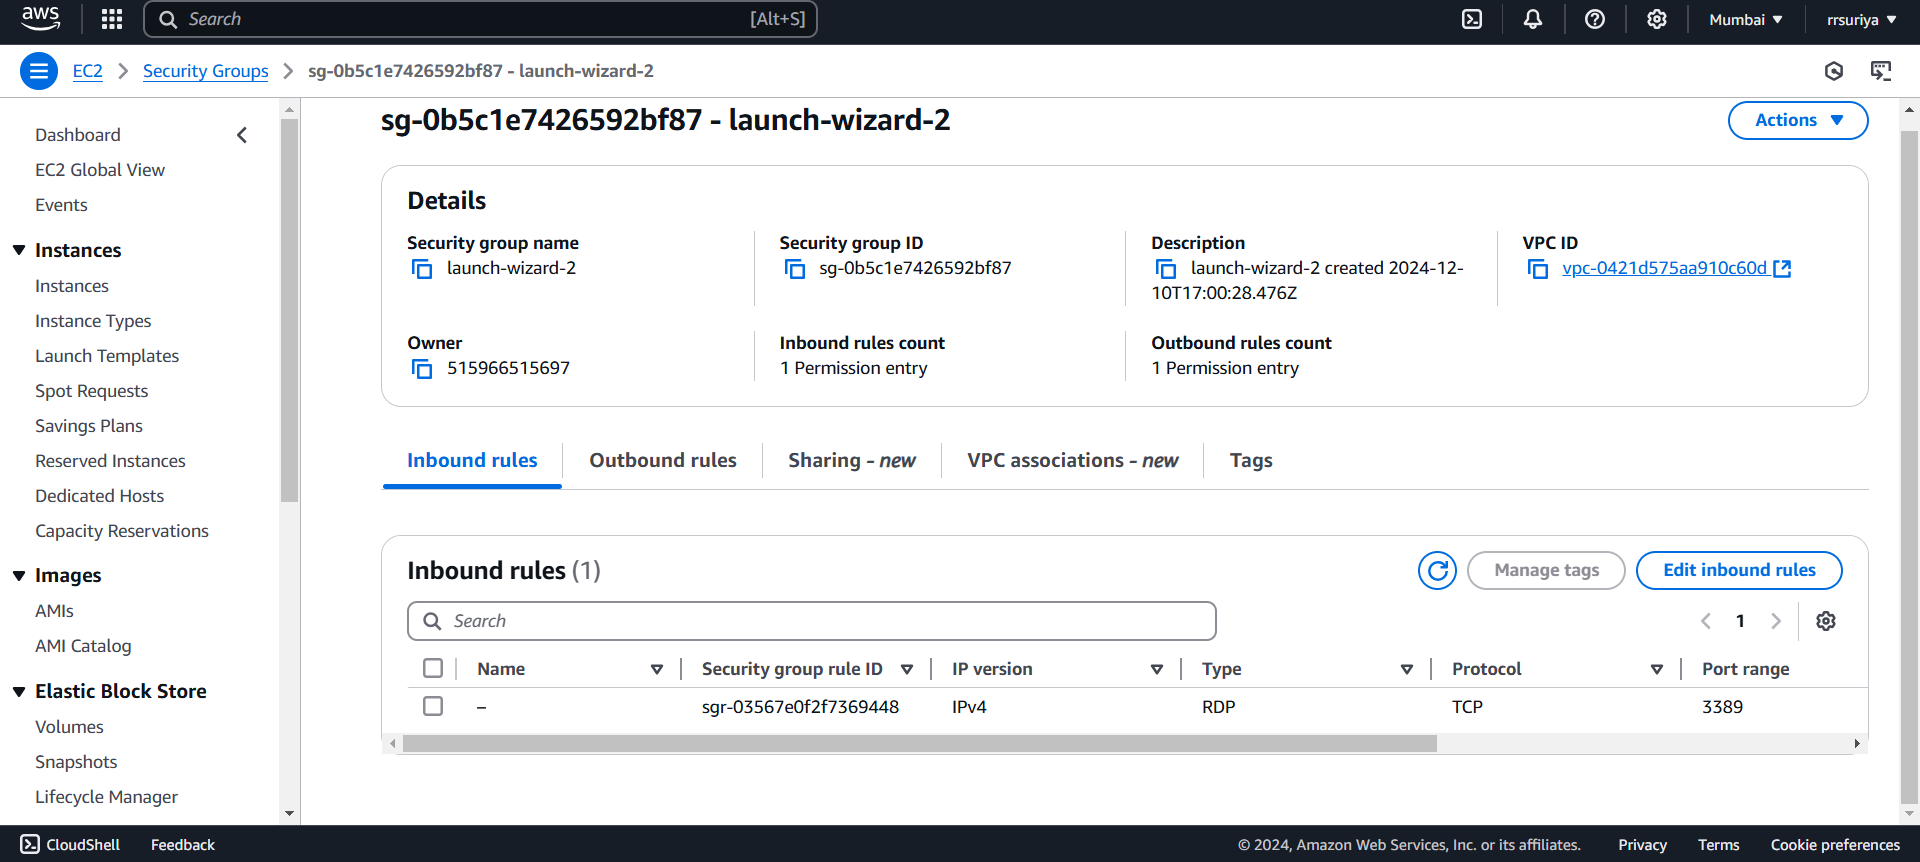 aws
Search [Alt+S] Mumbai rrsuriya
EC2 Security Groups sg-0b5c1e7426592bf87 - launch-wizard-2
Dashboard
EC2 Global View
Events
Instances
Instances
Instance Types
Launch Templates
Spot Requests
Savings Plans
Reserved Instances
Dedicated Hosts
Capacity Reservations
Images
AMIs
AMI Catalog
Elastic Block Store
Volumes
Snapshots
Lifecycle Manager
sg-0b5c1e7426592bf87 - launch-wizard-2
Actions
Details
Security group name
launch-wizard-2
Security group ID
sg-0b5c1e7426592bf87
Description
launch-wizard-2 created 2024-12-
10T17:00:28.476Z
VPC ID
vpc-0421d575aa910c60d
Owner
515966515697
Inbound rules count
1 Permission entry
Outbound rules count
1 Permission entry
Inbound rules Outbound rules Sharing - new VPC associations - new Tags
Inbound rules (1)
Manage tags Edit inbound rules
Search
1
Name Security group rule ID IP version Type Protocol Port range
– sgr-03567e0f2f7369448 IPv4 RDP TCP 3389
CloudShell Feedback © 2024, Amazon Web Services, Inc. or its affiliates. Privacy Terms Cookie preferences